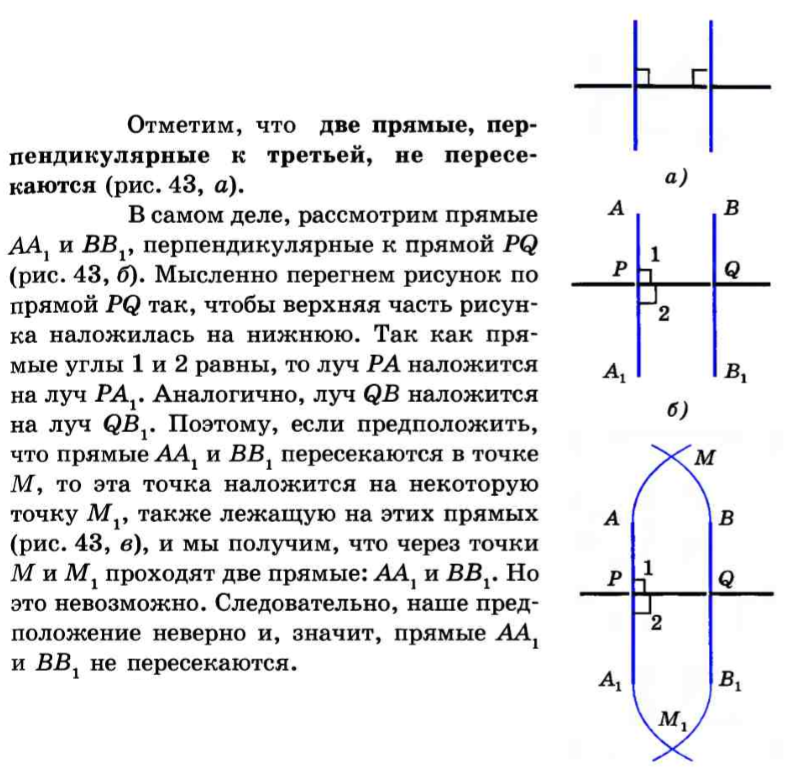 Отметим, что две прямые, пер-
пендикулярные к третьей, не пересе-
каются (рис. 43, а).
В самом деле, рассмотрим прямые
AA₁ и BB₁, перпендикулярные к прямой PQ
(рис. 43, б). Мысленно перегнем рисунок по
прямой PQ так, чтобы верхняя часть рисун-
ка наложилась на нижнюю. Так как пря-
мые углы 1 и 2 равны, то луч PA наложится
на луч PA₁. Аналогично, луч QB наложится
на луч QB₁. Поэтому, если предположить,
что прямые AA₁ и BB₁ пересекаются в точке
M, то эта точка наложится на некоторую
точку M₁, также лежащую на этих прямых
(рис. 43, в), и мы получим, что через точки
M и M₁ проходят две прямые: AA₁ и BB₁. Но
это невозможно. Следовательно, наше пред-
положение неверно и, значит, прямые AA₁
и BB₁ не пересекаются.
а)
A B
1
P Q
2
A₁ B₁
б)
M
A B
1
P Q
2
A₁ B₁
M₁